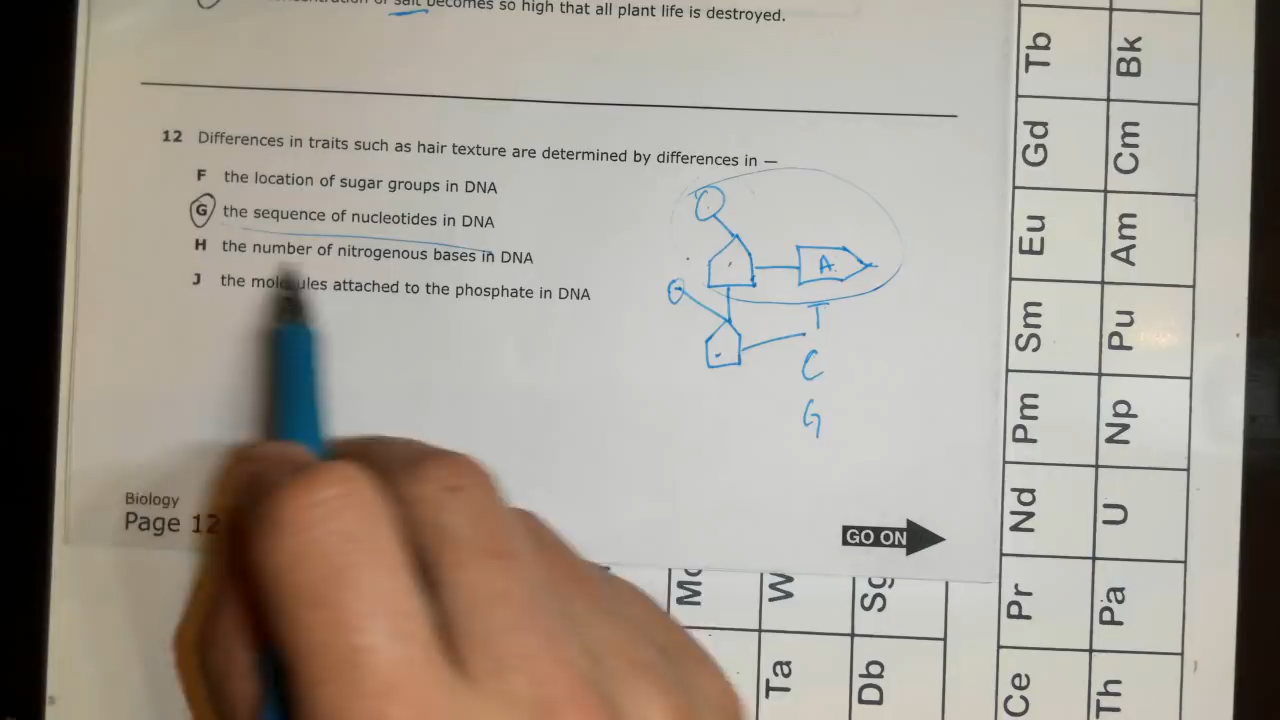 becomes so high that all plant life is destroyed.
12 Differences in traits such as hair texture are determined by differences in —
F the location of sugar groups in DNA
G the sequence of nucleotides in DNA
H the number of nitrogenous bases in DNA
J the molecules attached to the phosphate in DNA
A
T
C
G
Biology
Page 12
GO ON
Tb
Bk
Gd
Cm
Eu
Am
Sm
Pu
Pm
Np
Nd
U
Pr
Pa
Ce
Th
W
Ta
Db